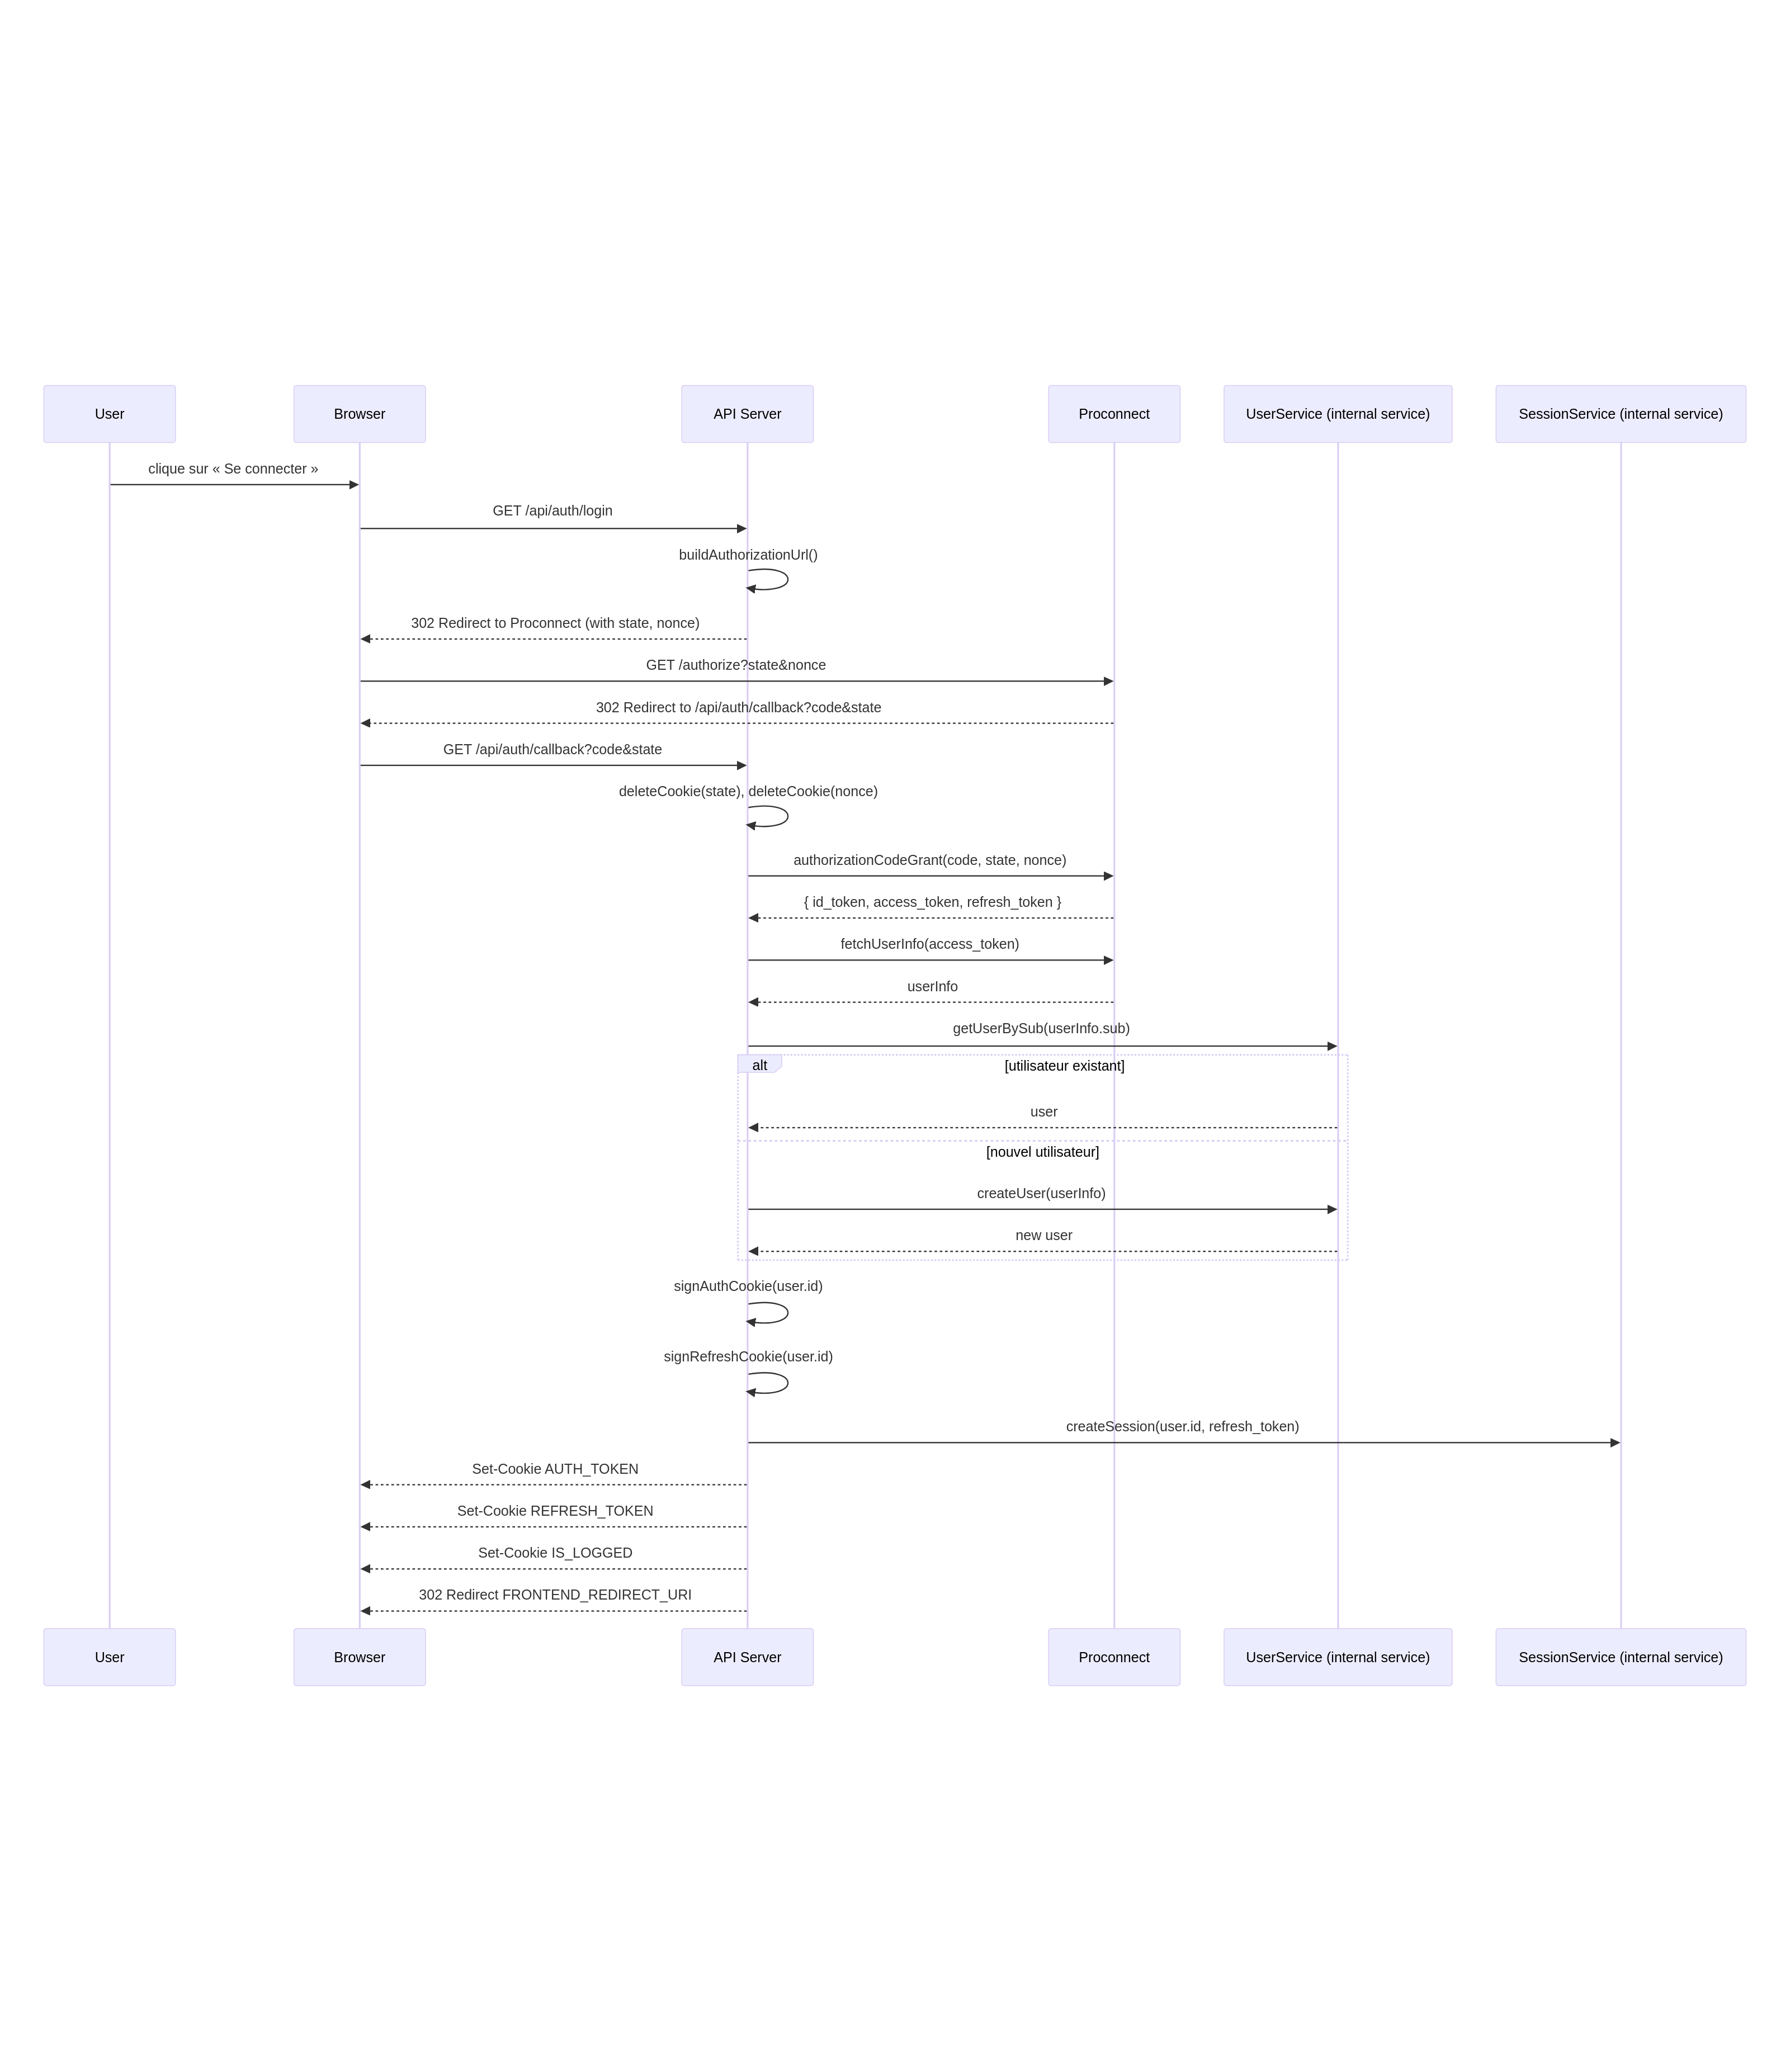 User
Browser
API Server
Proconnect
UserService (internal service)
SessionService (internal service)
clique sur « Se connecter »
GET /api/auth/login
buildAuthorizationUrl()
302 Redirect to Proconnect (with state, nonce)
GET /authorize?state&nonce
302 Redirect to /api/auth/callback?code&state
GET /api/auth/callback?code&state
deleteCookie(state), deleteCookie(nonce)
authorizationCodeGrant(code, state, nonce)
{ id_token, access_token, refresh_token }
fetchUserInfo(access_token)
userInfo
getUserBySub(userInfo.sub)
alt
[utilisateur existant]
user
[nouvel utilisateur]
createUser(userInfo)
new user
signAuthCookie(user.id)
signRefreshCookie(user.id)
createSession(user.id, refresh_token)
Set-Cookie AUTH_TOKEN
Set-Cookie REFRESH_TOKEN
Set-Cookie IS_LOGGED
302 Redirect FRONTEND_REDIRECT_URI
User
Browser
API Server
Proconnect
UserService (internal service)
SessionService (internal service)